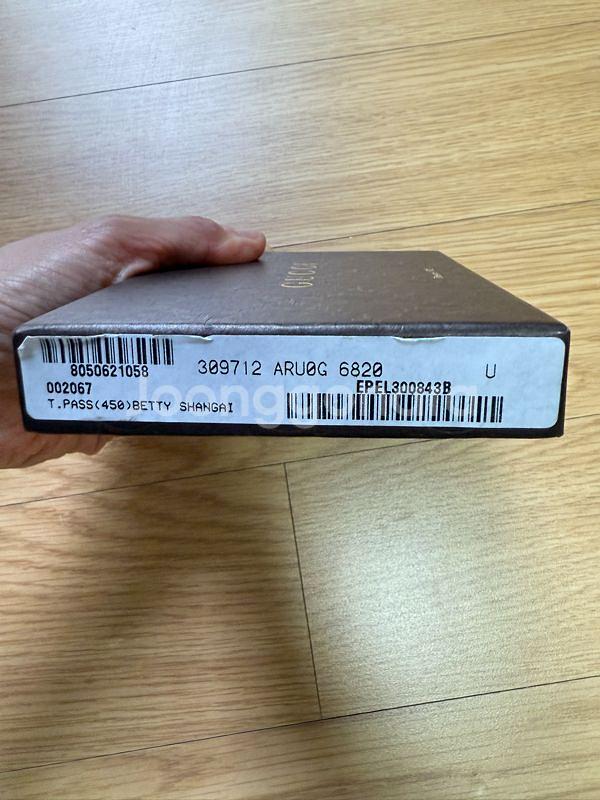 GUCCI
8050621058
309712 ARU0G 6820
U
002067
EPEL300843B
T.PASS(450)BETTY SHANGAI